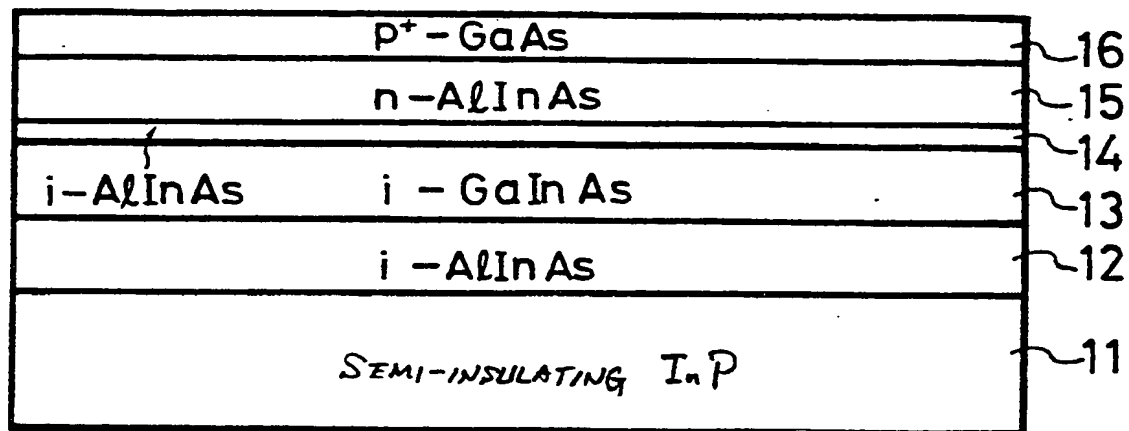 p⁺-GaAs 16
n-AlInAs 15
14
i-AlInAs i-GaInAs 13
i-AlInAs 12
SEMI-INSULATING InP 11